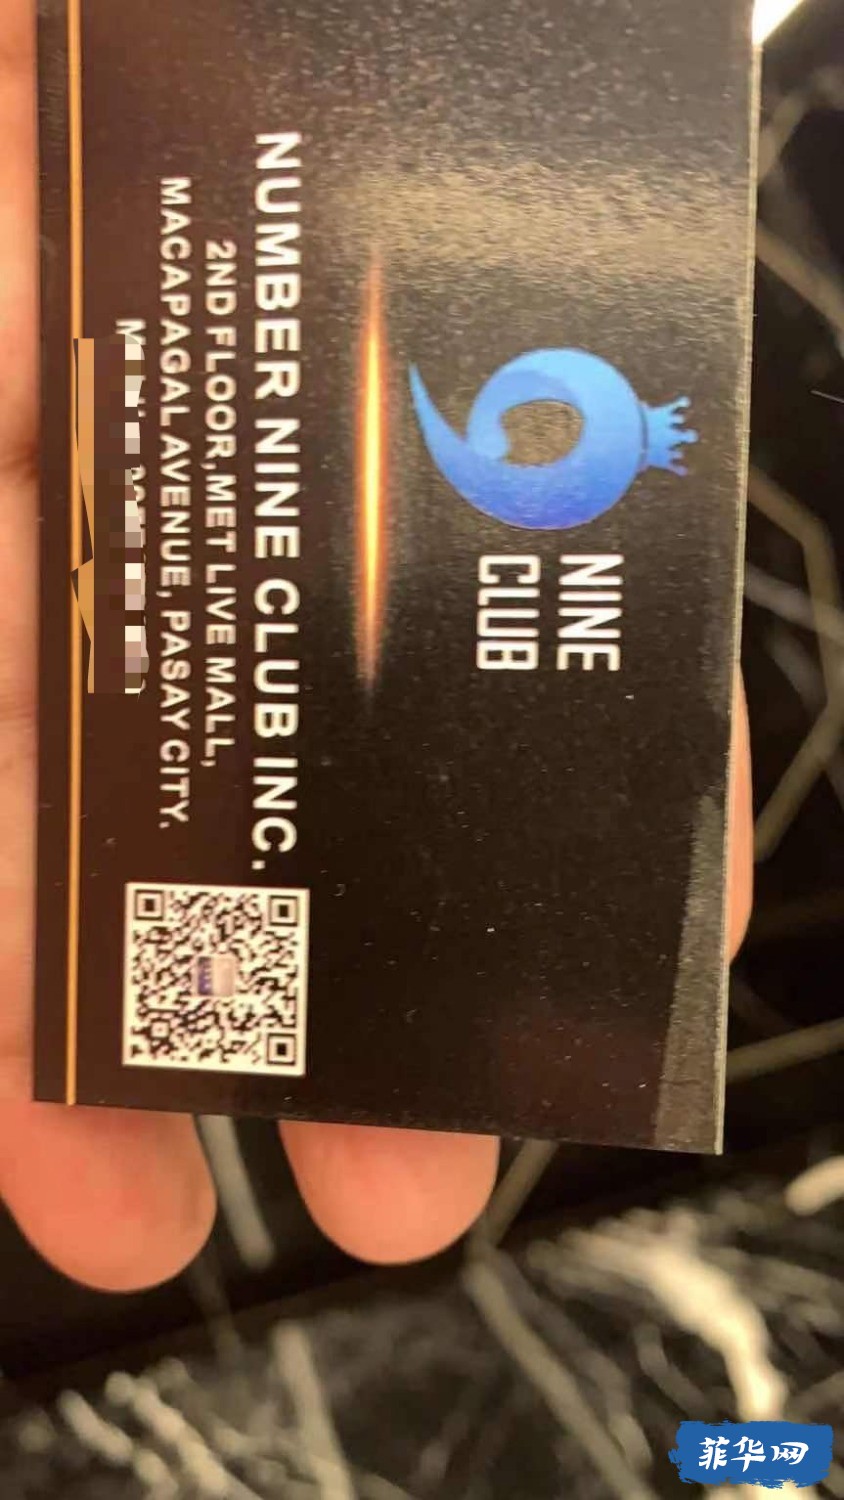 NINE
CLUB
NUMBER NINE CLUB INC.
2ND FLOOR, MET LIVE MALL,
MACAPAGAL AVENUE, PASAY CITY.
菲华网